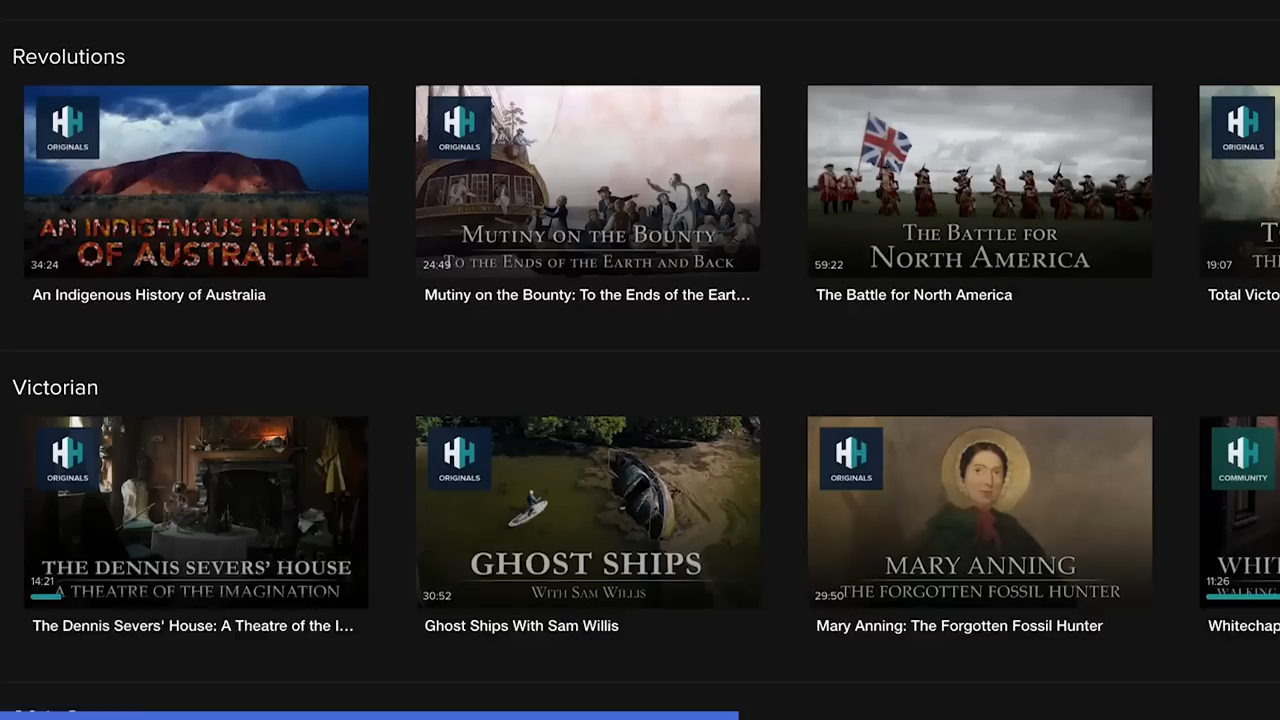 Revolutions
ORIGINALS
AN INDIGENOUS HISTORY
OF AUSTRALIA
34:24
An Indigenous History of Australia
ORIGINALS
MUTINY ON THE BOUNTY
TO THE ENDS OF THE EARTH AND BACK
24:49
Mutiny on the Bounty: To the Ends of the Eart...
THE BATTLE FOR
NORTH AMERICA
59:22
The Battle for North America
ORIGINALS
19:07
Total Victo
Victorian
ORIGINALS
THE DENNIS SEVERS' HOUSE
A THEATRE OF THE IMAGINATION
14:21
The Dennis Severs' House: A Theatre of the I...
ORIGINALS
GHOST SHIPS
WITH SAM WILLIS
30:52
Ghost Ships With Sam Willis
ORIGINALS
MARY ANNING
THE FORGOTTEN FOSSIL HUNTER
29:50
Mary Anning: The Forgotten Fossil Hunter
COMMUNITY
WHIT
WALKING
11:26
Whitechap